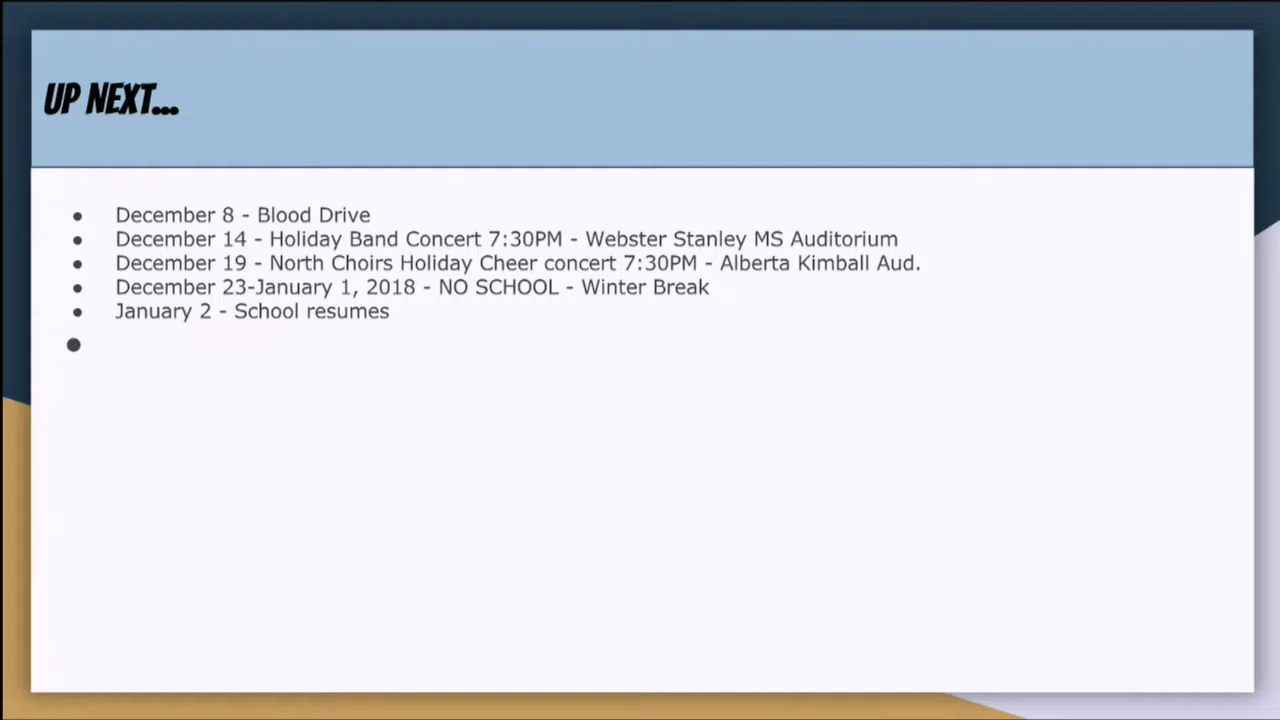 UP NEXT...
● December 8 - Blood Drive
● December 14 - Holiday Band Concert 7:30PM - Webster Stanley MS Auditorium
● December 19 - North Choirs Holiday Cheer concert 7:30PM - Alberta Kimball Aud.
● December 23-January 1, 2018 - NO SCHOOL - Winter Break
● January 2 - School resumes
●